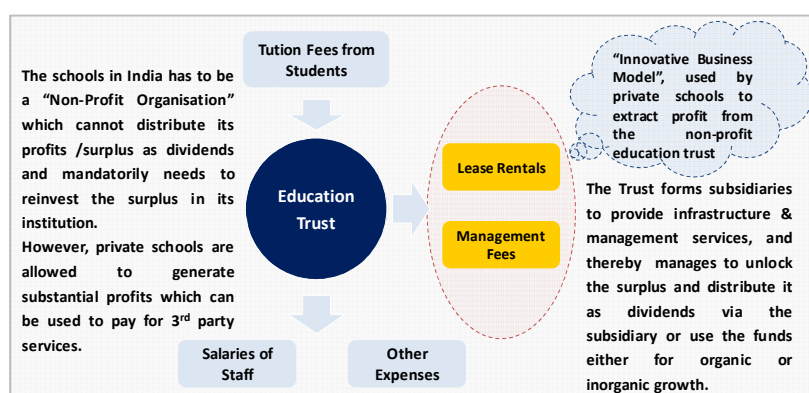 Tution Fees from
Students
The schools in India has to be
a “Non-Profit Organisation”
which cannot distribute its
profits /surplus as dividends
and mandatorily needs to
reinvest the surplus in its
institution.
However, private schools are
allowed to generate
substantial profits which can
be used to pay for 3rd party
services.
Education
Trust
Lease Rentals
Management
Fees
“Innovative Business
Model”, used by
private schools to
extract profit from
the non-profit
education trust
The Trust forms subsidiaries
to provide infrastructure &
management services, and
thereby manages to unlock
the surplus and distribute it
as dividends via the
subsidiary or use the funds
either for organic or
inorganic growth.
Salaries of
Staff
Other
Expenses